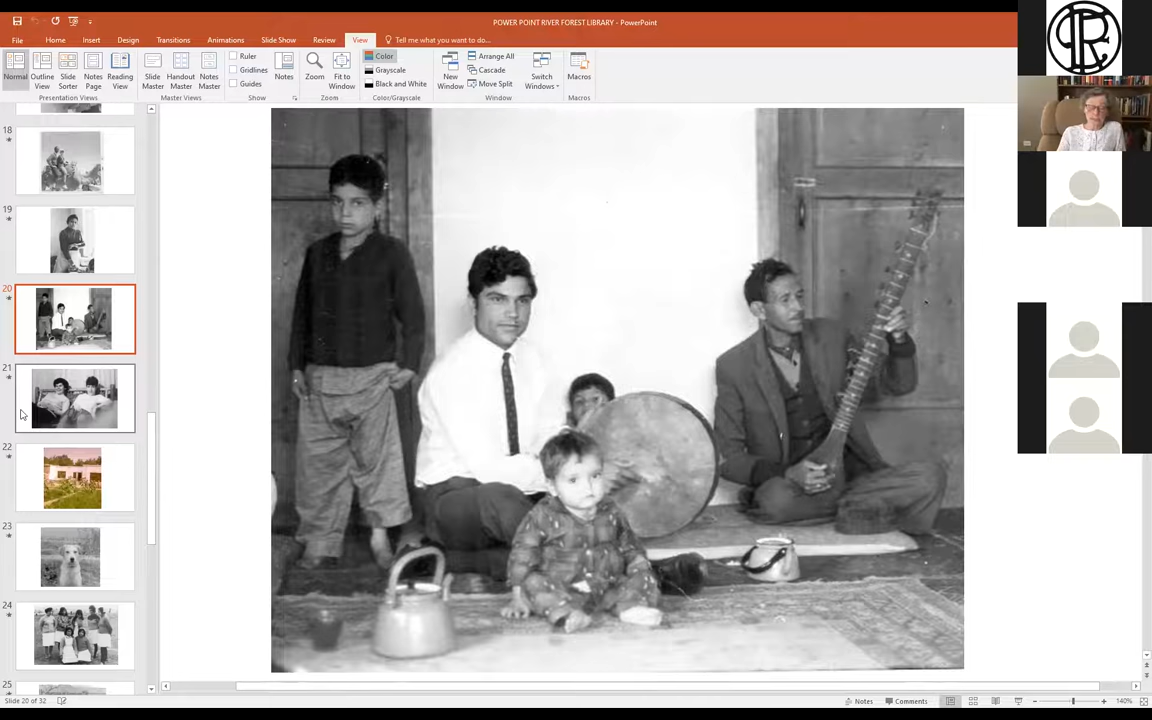 POWER POINT RIVER FOREST LIBRARY - PowerPoint
File Home Insert Design Transitions Animations Slide Show Review View Tell me what you want to do...
Normal
Outline View
Slide Sorter
Notes Page
Reading View
Presentation Views
Slide Master
Handout Master
Notes Master
Master Views
Ruler
Gridlines
Guides
Notes
Show
Zoom
Fit to Window
Zoom
Color
Grayscale
Black and White
Color/Grayscale
New Window
Arrange All
Cascade
Move Split
Switch Windows
Window
Macros
Macros
18
19
20
21
22
23
24
25
Slide 20 of 32
Notes
Comments
140%